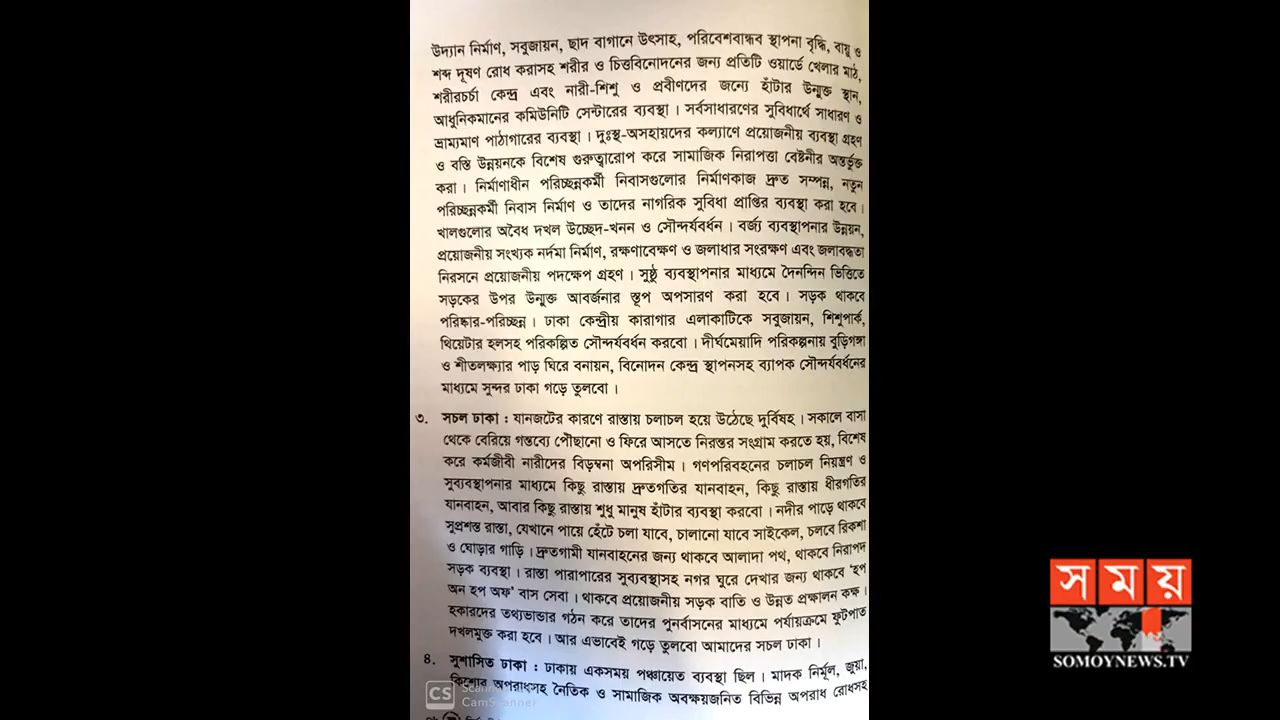 উদ্যান নির্মাণ, সবুজায়ন, ছাদ বাগানে উৎসাহ, পরিবেশবান্ধব স্থাপনা বৃদ্ধি, বায়ু ও
শব্দ দূষণ রোধ করাসহ শরীর ও চিত্তবিনোদনের জন্য প্রতিটি ওয়ার্ডে খেলার মাঠ,
শরীরচর্চা কেন্দ্র এবং নারী-শিশু ও প্রবীণদের জন্যে হাঁটার উন্মুক্ত স্থান,
আধুনিকমানের কমিউনিটি সেন্টারের ব্যবস্থা। সর্বসাধারণের সুবিধার্থে সাধারণ ও
ভ্রাম্যমাণ পাঠাগারের ব্যবস্থা। দুঃস্থ-অসহায়দের কল্যাণে প্রয়োজনীয় ব্যবস্থা গ্রহণ
ও বস্তি উন্নয়নকে বিশেষ গুরুত্বারোপ করে সামাজিক নিরাপত্তা বেষ্টনীর অন্তর্ভুক্ত
করা। নির্মাণাধীন পরিচ্ছন্নকর্মী নিবাসগুলোর নির্মাণকাজ দ্রুত সম্পন্ন, নতুন
পরিচ্ছন্নকর্মী নিবাস নির্মাণ ও তাদের নাগরিক সুবিধা প্রাপ্তির ব্যবস্থা করা হবে।
খালগুলোর অবৈধ দখল উচ্ছেদ-খনন ও সৌন্দর্যবর্ধন। বর্জ্য ব্যবস্থাপনার উন্নয়ন,
প্রয়োজনীয় সংখ্যক নর্দমা নির্মাণ, রক্ষণাবেক্ষণ ও জলাধার সংরক্ষণ এবং জলাবদ্ধতা
নিরসনে প্রয়োজনীয় পদক্ষেপ গ্রহণ। সুষ্ঠু ব্যবস্থাপনার মাধ্যমে দৈনন্দিন ভিত্তিতে
সড়কের উপর উন্মুক্ত আবর্জনার স্তূপ অপসারণ করা হবে। সড়ক থাকবে
পরিষ্কার-পরিচ্ছন্ন। ঢাকা কেন্দ্রীয় কারাগার এলাকাটিকে সবুজায়ন, শিশুপার্ক,
থিয়েটার হলসহ পরিকল্পিত সৌন্দর্যবর্ধন করবো। দীর্ঘমেয়াদি পরিকল্পনায় বুড়িগঙ্গা
ও শীতলক্ষ্যার পাড় ঘিরে বনায়ন, বিনোদন কেন্দ্র স্থাপনসহ ব্যাপক সৌন্দর্যবর্ধনের
মাধ্যমে সুন্দর ঢাকা গড়ে তুলবো।
৩. সচল ঢাকা : যানজটের কারণে রাস্তায় চলাচল হয়ে উঠেছে দুর্বিষহ। সকালে বাসা
থেকে বেরিয়ে গন্তব্যে পৌঁছানো ও ফিরে আসতে নিরন্তর সংগ্রাম করতে হয়, বিশেষ
করে কর্মজীবী নারীদের বিড়ম্বনা অপরিসীম। গণপরিবহনের চলাচল নিয়ন্ত্রণ ও
সুব্যবস্থাপনার মাধ্যমে কিছু রাস্তায় দ্রুতগতির যানবাহন, কিছু রাস্তায় ধীরগতির
যানবাহন, আবার কিছু রাস্তায় শুধু মানুষ হাঁটার ব্যবস্থা করবো। নদীর পাড়ে থাকবে
সুপ্রশস্ত রাস্তা, যেখানে পায়ে হেঁটে চলা যাবে, চালানো যাবে সাইকেল, চলবে রিকশা
ও ঘোড়ার গাড়ি। দ্রুতগামী যানবাহনের জন্য থাকবে আলাদা পথ, থাকবে নিরাপদ
সড়ক ব্যবস্থা। রাস্তা পারাপারের সুব্যবস্থাসহ নগর ঘুরে দেখার জন্য থাকবে ‘হপ
অন হপ অফ’ বাস সেবা। থাকবে প্রয়োজনীয় সড়ক বাতি ও উন্নত প্রক্ষালন কক্ষ।
হকারদের তথ্যভান্ডার গঠন করে তাদের পুনর্বাসনের মাধ্যমে পর্যায়ক্রমে ফুটপাত
দখলমুক্ত করা হবে। আর এভাবেই গড়ে তুলবো আমাদের সচল ঢাকা।
৪. সুশাসিত ঢাকা : ঢাকায় একসময় পঞ্চায়েত ব্যবস্থা ছিল। মাদক নির্মূল, জুয়া,
কিশোর অপরাধসহ নৈতিক ও সামাজিক অবক্ষয়জনিত বিভিন্ন অপরাধ রোধসহ
CS
CamScanner
সময়
SOMOYNEWS.TV